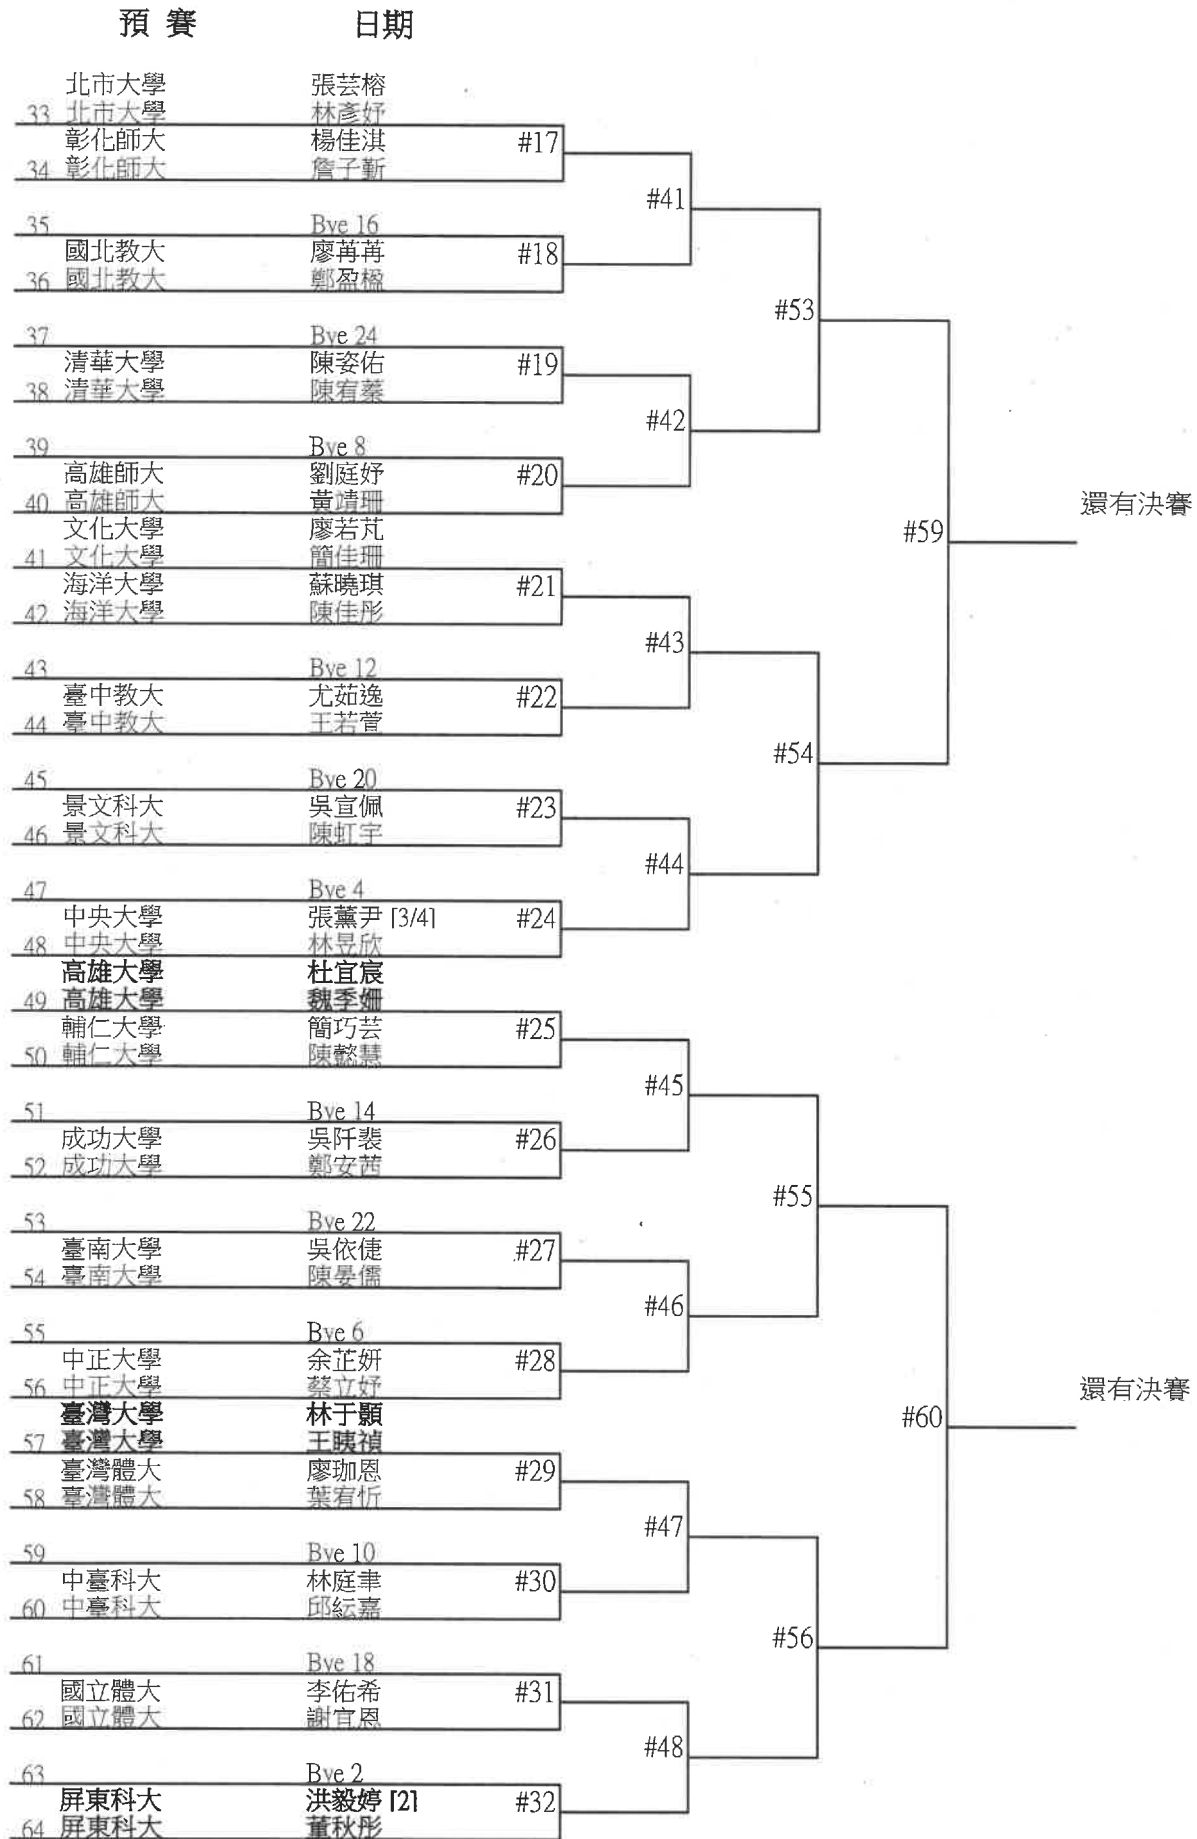 預 賽 日期
北市大學 張芸榕
33 北市大學 林彥妤
彰化師大 楊佳淇 #17
34 彰化師大 詹子勤
#41
35 Bye 16
國北教大 廖苒苒 #18
36 國北教大 鄭盈楹
#53
37 Bye 24
清華大學 陳姿佑 #19
38 清華大學 陳宥蓁
#42
39 Bye 8
高雄師大 劉庭妤 #20
40 高雄師大 黃靖珊
還有決賽
文化大學 廖若芃
#59
41 文化大學 簡佳珊
海洋大學 蘇曉琪 #21
42 海洋大學 陳佳彤
#43
43 Bye 12
臺中教大 尤茹逸 #22
44 臺中教大 王若萱
#54
45 Bye 20
景文科大 吳宣佩 #23
46 景文科大 陳虹宇
#44
47 Bye 4
中央大學 張薰尹 [3/4] #24
48 中央大學 林昱欣
高雄大學 杜宜宸
49 高雄大學 魏季姍
輔仁大學 簡巧芸 #25
50 輔仁大學 陳懿慧
#45
51 Bye 14
成功大學 吳阡裴 #26
52 成功大學 鄭安茜
#55
53 Bye 22
臺南大學 吳依倢 #27
54 臺南大學 陳晏儒
#46
55 Bye 6
中正大學 余芷妍 #28
56 中正大學 蔡立妤
還有決賽
臺灣大學 林于顥
#60
57 臺灣大學 王䀢禎
臺灣體大 廖珈恩 #29
58 臺灣體大 葉宥忻
#47
59 Bye 10
中臺科大 林庭聿 #30
60 中臺科大 邱紜嘉
#56
61 Bye 18
國立體大 李佑希 #31
62 國立體大 謝宜恩
#48
63 Bye 2
屏東科大 洪毅婷 [2] #32
64 屏東科大 董秋彤